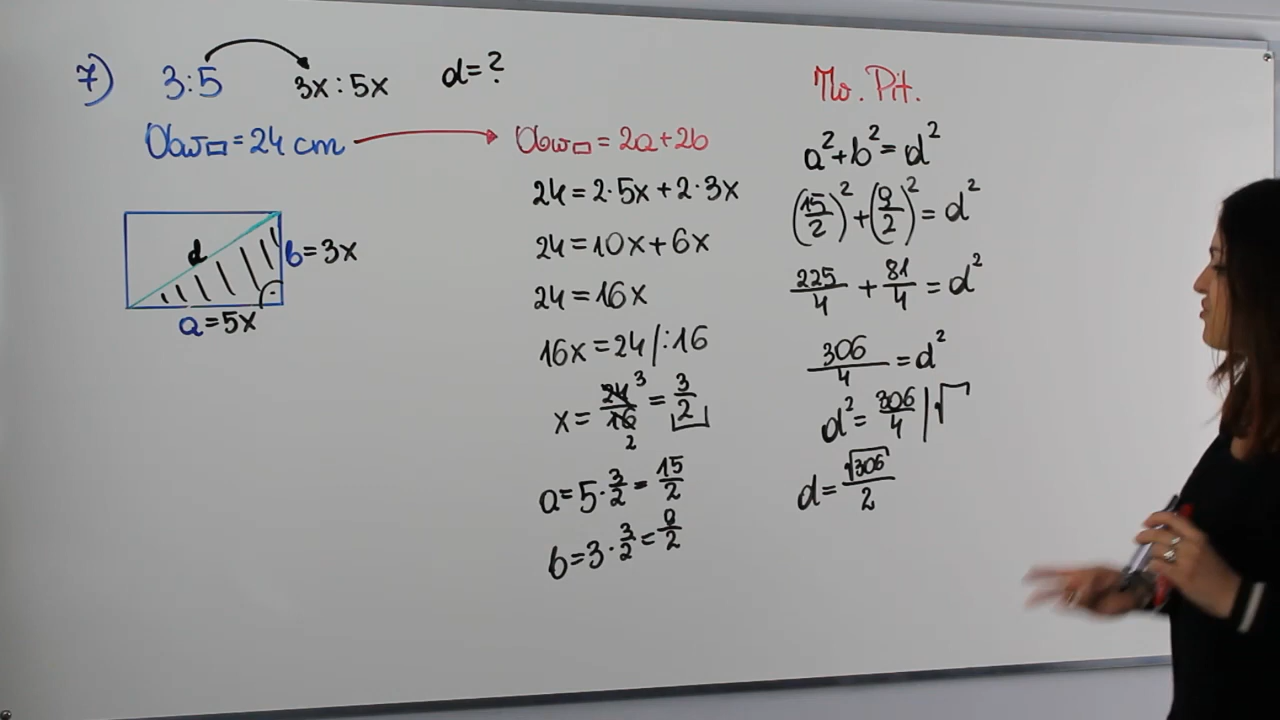 7) 3:5 3x:5x d=?
Obw▭=24 cm
d
b=3x
a=5x
Obw▭=2a+2b
24=2·5x+2·3x
24=10x+6x
24=16x
16x=24/:16
x=24/16 3 2 = 3/2
a=5·3/2=15/2
b=3·3/2=9/2
Tw. Pit.
a²+b²=d²
(15/2)²+(9/2)²=d²
225/4+81/4=d²
306/4=d²
d²=306/4 |√
d=√306/2